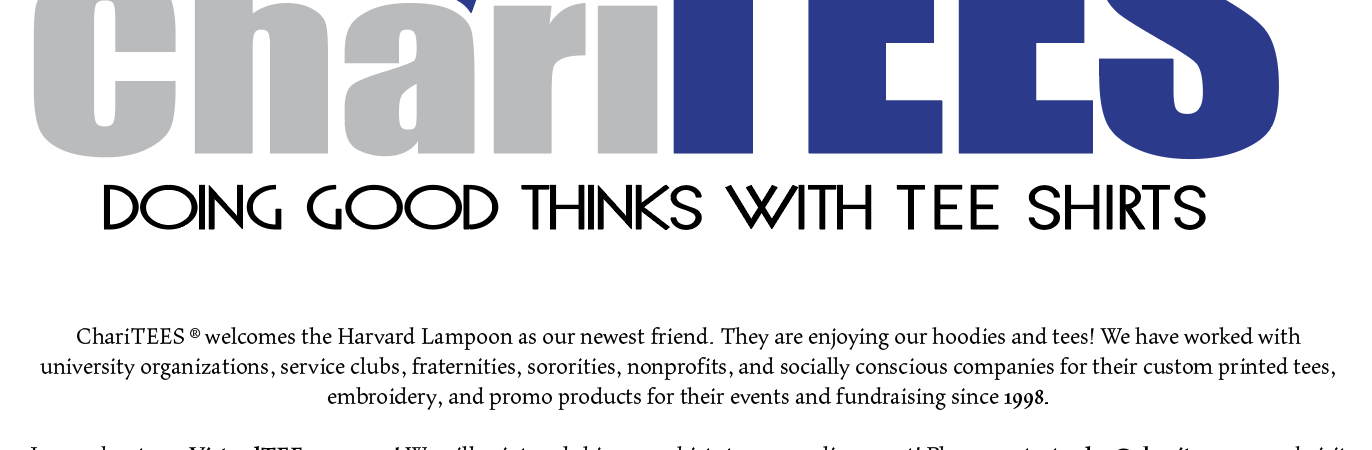 ChariTEES
DOING GOOD THINKS WITH TEE SHIRTS
ChariTEES ® welcomes the Harvard Lampoon as our newest friend. They are enjoying our hoodies and tees! We have worked with
university organizations, service clubs, fraternities, sororities, nonprofits, and socially conscious companies for their custom printed tees,
embroidery, and promo products for their events and fundraising since 1998.